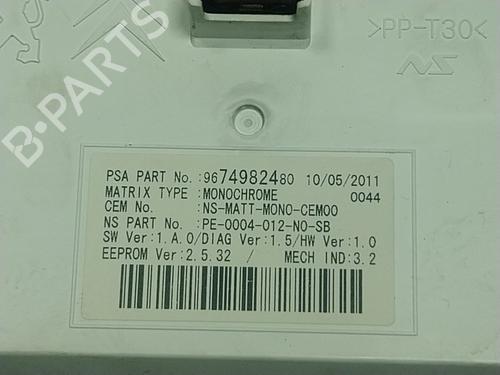 >PP-T30<
NS
B-PARTS
PSA PART No.:9674982480 10/05/2011
MATRIX TYPE :MONOCHROME 0044
CEM No. :NS-MATT-MONO-CEM00
NS PART No. :PE-0004-012-N0-SB
SW Ver:1.A.0/DIAG Ver:1.5/HW Ver:1.0
EEPROM Ver:2.5.32 / MECH IND:3.2